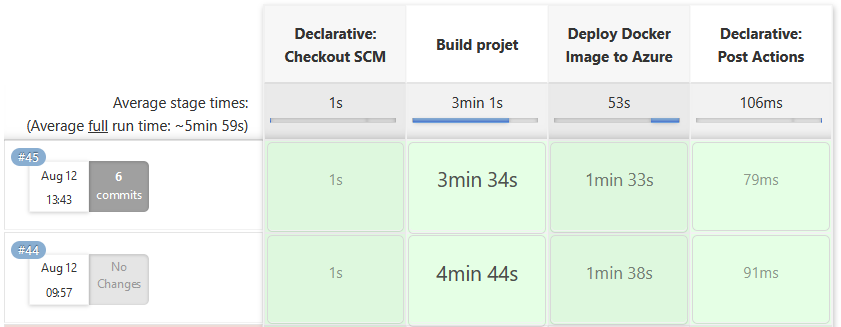 Declarative:
Checkout SCM
Build projet
Deploy Docker
Image to Azure
Declarative:
Post Actions
Average stage times:
(Average full run time: ~5min 59s)
1s
3min 1s
53s
106ms
#45
Aug 12
13:43
6
commits
1s
3min 34s
1min 33s
79ms
#44
Aug 12
09:57
No
Changes
1s
4min 44s
1min 38s
91ms